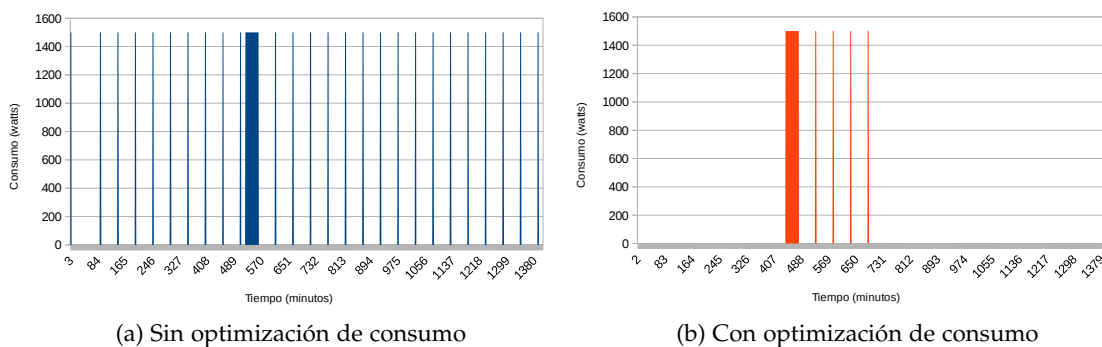 1600
1400
1200
1000
800
600
400
200
0
Consumo (watts)
3 84 165 246 327 408 489 570 651 732 813 894 975 1056 1137 1218 1299 1380
Tiempo (minutos)
(a) Sin optimización de consumo
1600
1400
1200
1000
800
600
400
200
0
Consumo (watts)
2 83 164 245 326 407 488 569 650 731 812 893 974 1055 1136 1217 1298 1379
Tiempo (minutos)
(b) Con optimización de consumo